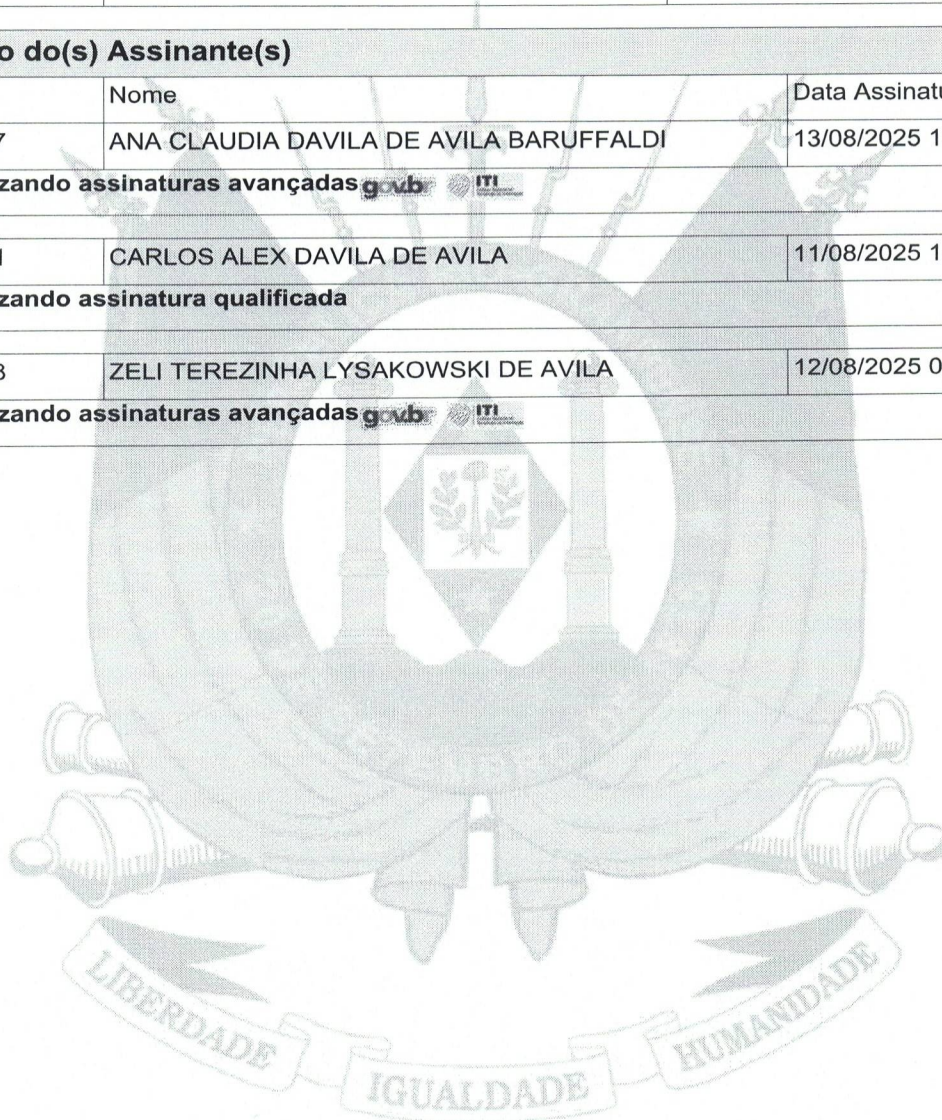 o do(s) Assinante(s)
Nome Data Assinatu
7 ANA CLAUDIA DAVILA DE AVILA BARUFFALDI 13/08/2025 1
zando assinaturas avançadas gov.br ITI
1 CARLOS ALEX DAVILA DE AVILA 11/08/2025 1
zando assinatura qualificada
3 ZELI TEREZINHA LYSAKOWSKI DE AVILA 12/08/2025 0
zando assinaturas avançadas gov.br ITI
LIBERDADE IGUALDADE HUMANIDADE